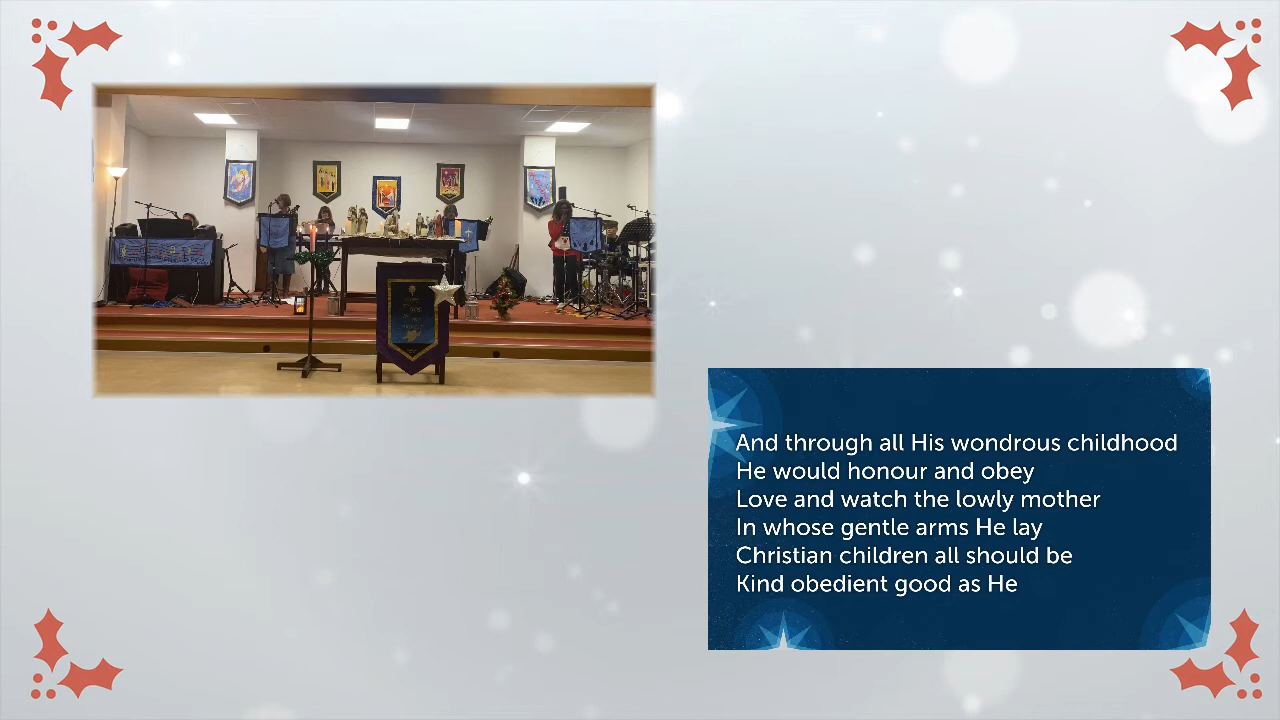 And through all His wondrous childhood
He would honour and obey
Love and watch the lowly mother
In whose gentle arms He lay
Christian children all should be
Kind obedient good as He